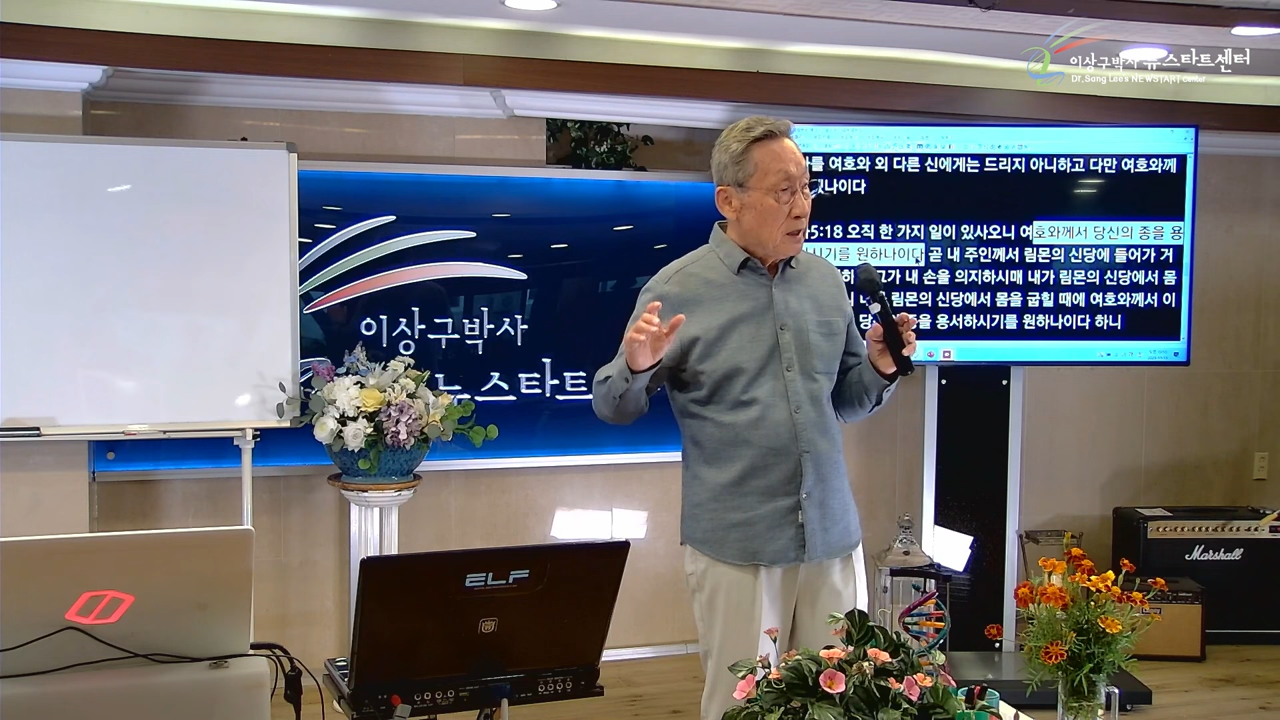 이상구박사 뉴스타트센터
Dr. Sang Lee's NEWSTART center
여호와 외 다른 신에게는 드리지 아니하고 다만 여호와께
5:18 오직 한 가지 일이 있사오니 여호와께서 당신의 종을 용
시기를 원하나이다 곧 내 주인께서 림몬의 신당에 들어가 거
그가 내 손을 의지하시매 내가 림몬의 신당에서 몸
림몬의 신당에서 몸을 굽힐 때에 여호와께서 이
용서하시기를 원하나이다 하니
이상구박사
뉴스타트
ELF
Marshall